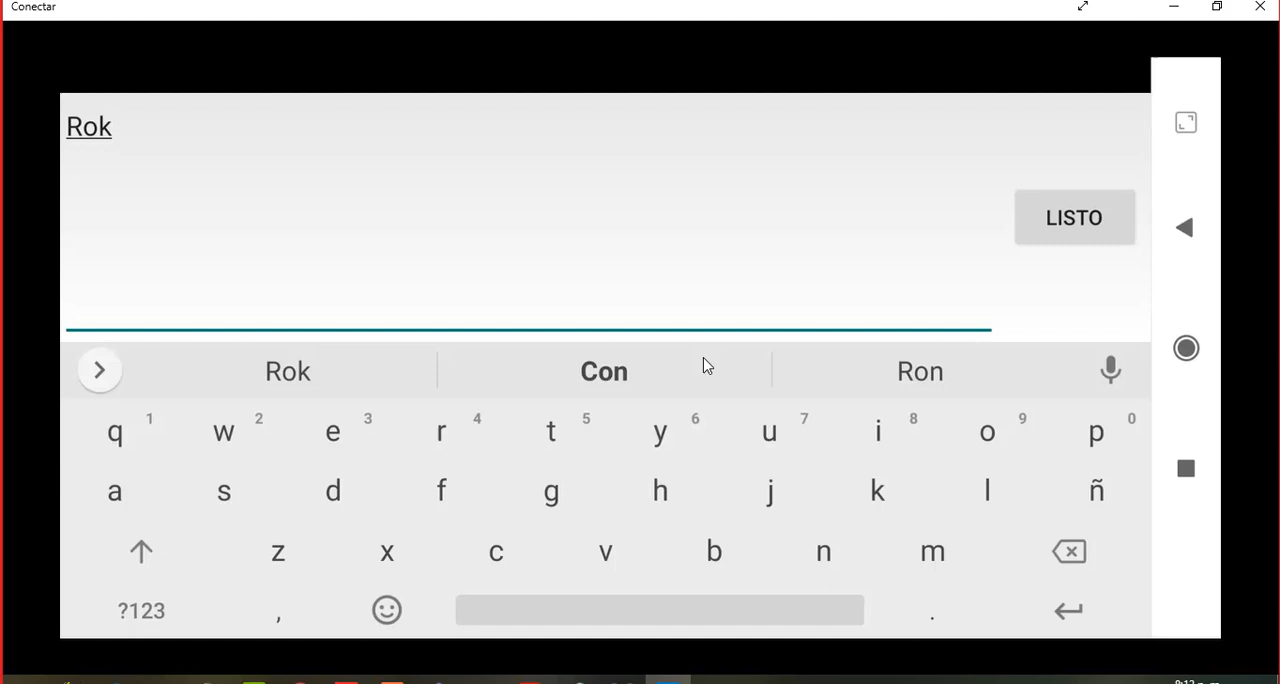 Conectar
Rok
LISTO
Rok Con Ron
q 1 w 2 e 3 r 4 t 5 y 6 u 7 i 8 o 9 p 0
a s d f g h j k l ñ
z x c v b n m
?123 , .